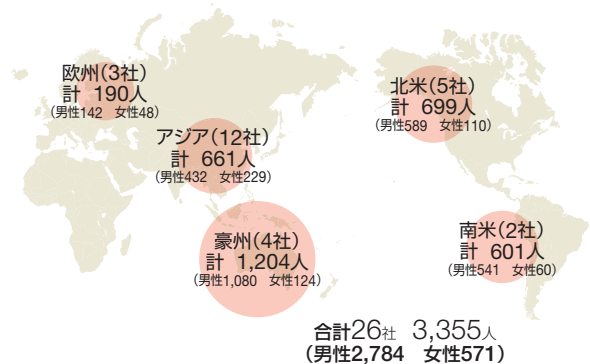 欧州（3社）
計 190人
（男性142 女性48）
北米（5社）
計 699人
（男性589 女性110）
アジア（12社）
計 661人
（男性432 女性229）
豪州（4社）
計 1,204人
（男性1,080 女性124）
南米（2社）
計 601人
（男性541 女性60）
合計26社 3,355人
（男性2,784 女性571）